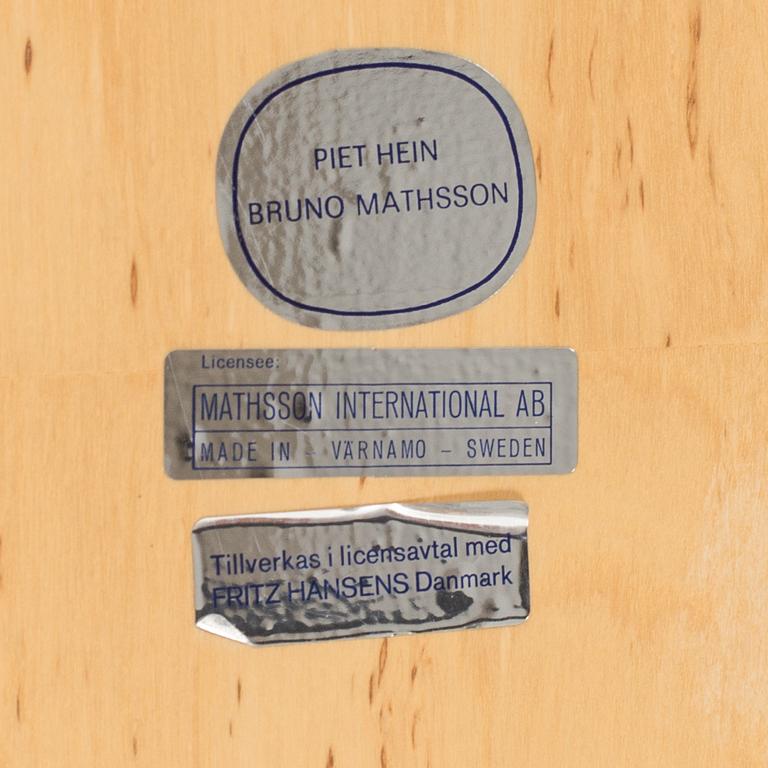 PIET HEIN
BRUNO MATHSSON
Licensee:
MATHSSON INTERNATIONAL AB
MADE IN – VÄRNAMO – SWEDEN
Tillverkas i licensavtal med
FRITZ HANSENS Danmark